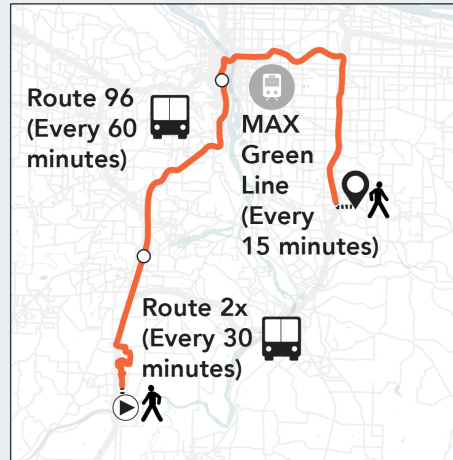 Route 96
(Every 60
minutes)
MAX
Green
Line
(Every
15 minutes)
Route 2x
(Every 30
minutes)